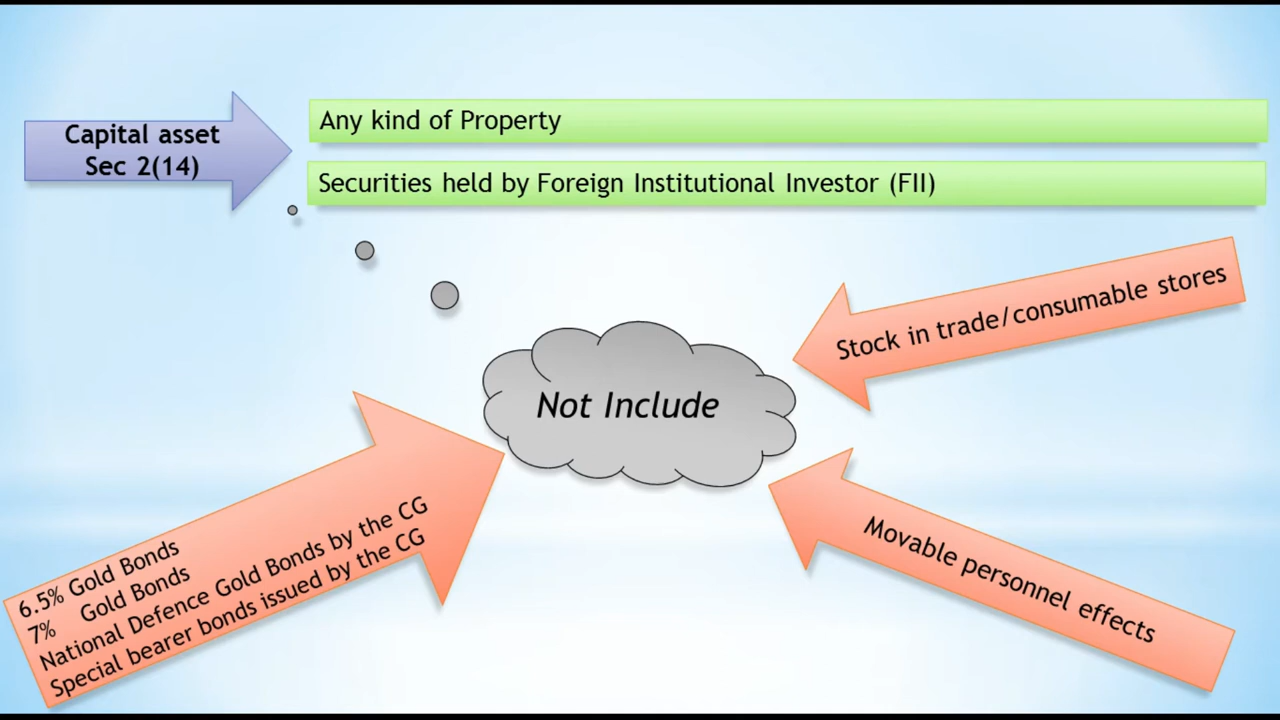 Capital asset
Sec 2(14)
Any kind of Property
Securities held by Foreign Institutional Investor (FII)
Stock in trade/consumable stores
Not Include
Movable personnel effects
6.5% Gold Bonds
7% Gold Bonds
National Defence Gold Bonds by the CG
Special bearer bonds issued by the CG